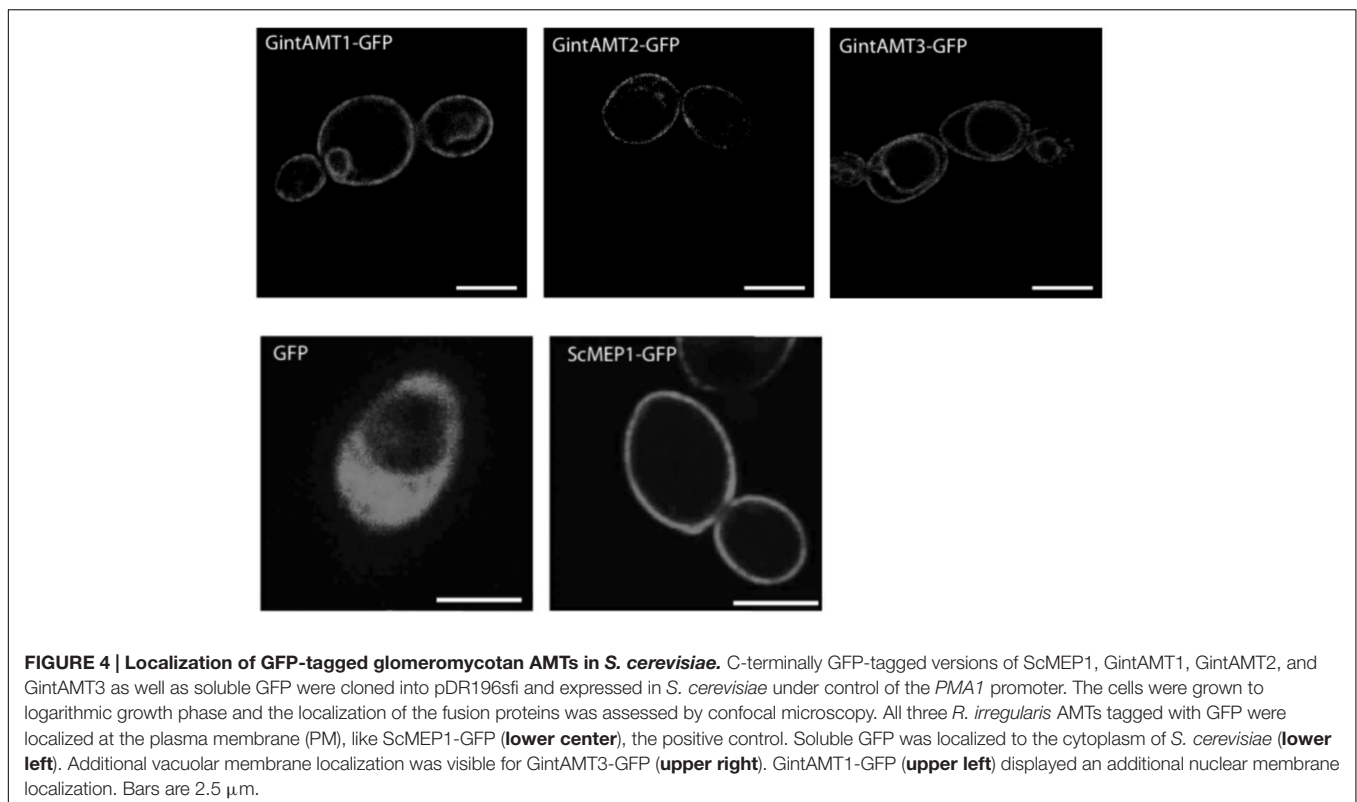 GintAMT1-GFP
GintAMT2-GFP
GintAMT3-GFP
GFP
ScMEP1-GFP
FIGURE 4 | Localization of GFP-tagged glomeromycotan AMTs in S. cerevisiae. C-terminally GFP-tagged versions of ScMEP1, GintAMT1, GintAMT2, and
GintAMT3 as well as soluble GFP were cloned into pDR196sfi and expressed in S. cerevisiae under control of the PMA1 promoter. The cells were grown to
logarithmic growth phase and the localization of the fusion proteins was assessed by confocal microscopy. All three R. irregularis AMTs tagged with GFP were
localized at the plasma membrane (PM), like ScMEP1-GFP (lower center), the positive control. Soluble GFP was localized to the cytoplasm of S. cerevisiae (lower
left). Additional vacuolar membrane localization was visible for GintAMT3-GFP (upper right). GintAMT1-GFP (upper left) displayed an additional nuclear membrane
localization. Bars are 2.5 μm.